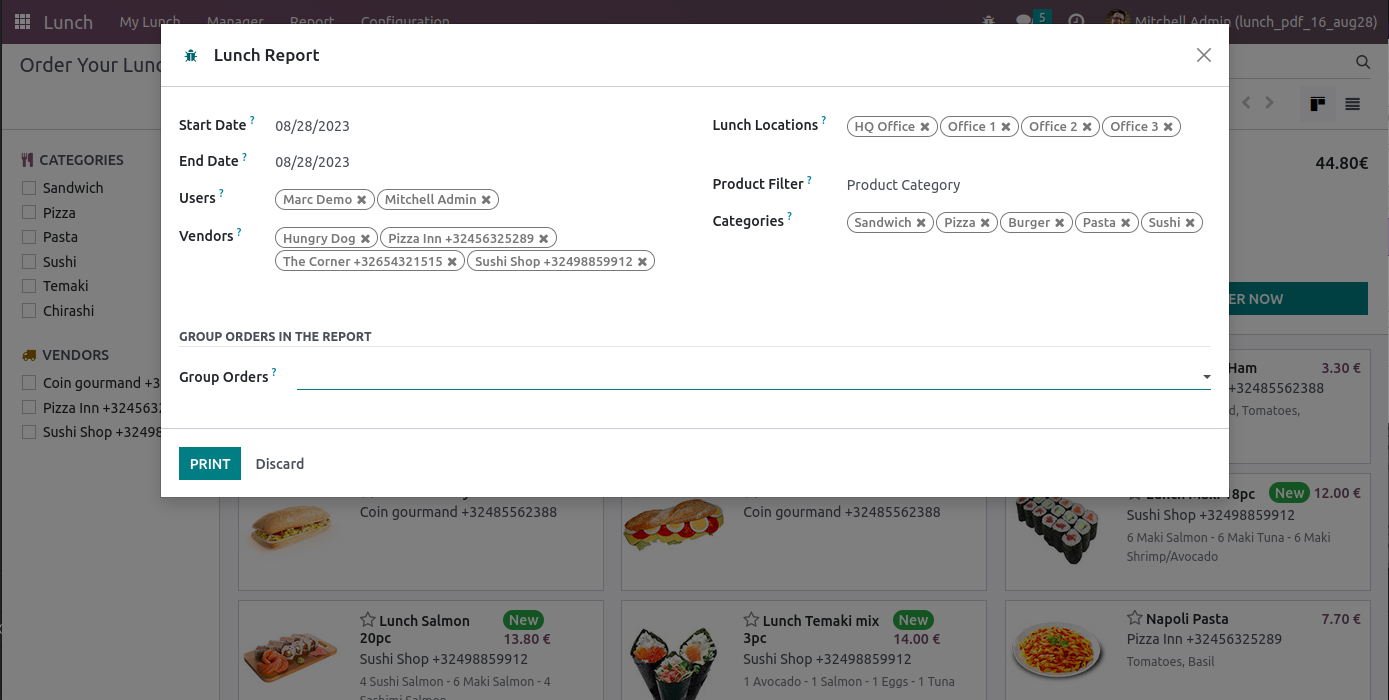 Lunch My Lunch Manager Report Configuration 5 Mitchell Admin (lunch_pdf_16_aug28)
Order Your Lunc
Lunch Report
Start Date ? 08/28/2023
End Date ? 08/28/2023
Users ? Marc Demo Mitchell Admin
Vendors ? Hungry Dog Pizza Inn +32456325289
The Corner +32654321515 Sushi Shop +32498859912
Lunch Locations ? HQ Office Office 1 Office 2 Office 3
Product Filter ? Product Category
Categories ? Sandwich Pizza Burger Pasta Sushi
GROUP ORDERS IN THE REPORT
Group Orders ?
PRINT Discard
CATEGORIES
Sandwich
Pizza
Pasta
Sushi
Temaki
Chirashi
VENDORS
Coin gourmand +3
Pizza Inn +3245632
Sushi Shop +32498
44.80€
ER NOW
Ham 3.30 €
+32485562388
d, Tomatoes,
Coin gourmand +32485562388
Coin gourmand +32485562388
Lunch Maki 18pc New 12.00 €
Sushi Shop +32498859912
6 Maki Salmon - 6 Maki Tuna - 6 Maki
Shrimp/Avocado
Lunch Salmon New
20pc 13.80 €
Sushi Shop +32498859912
4 Sushi Salmon - 6 Maki Salmon - 4
Sashimi Salmon
Lunch Temaki mix New
3pc 14.00 €
Sushi Shop +32498859912
1 Avocado - 1 Salmon - 1 Eggs - 1 Tuna
Napoli Pasta 7.70 €
Pizza Inn +32456325289
Tomatoes, Basil